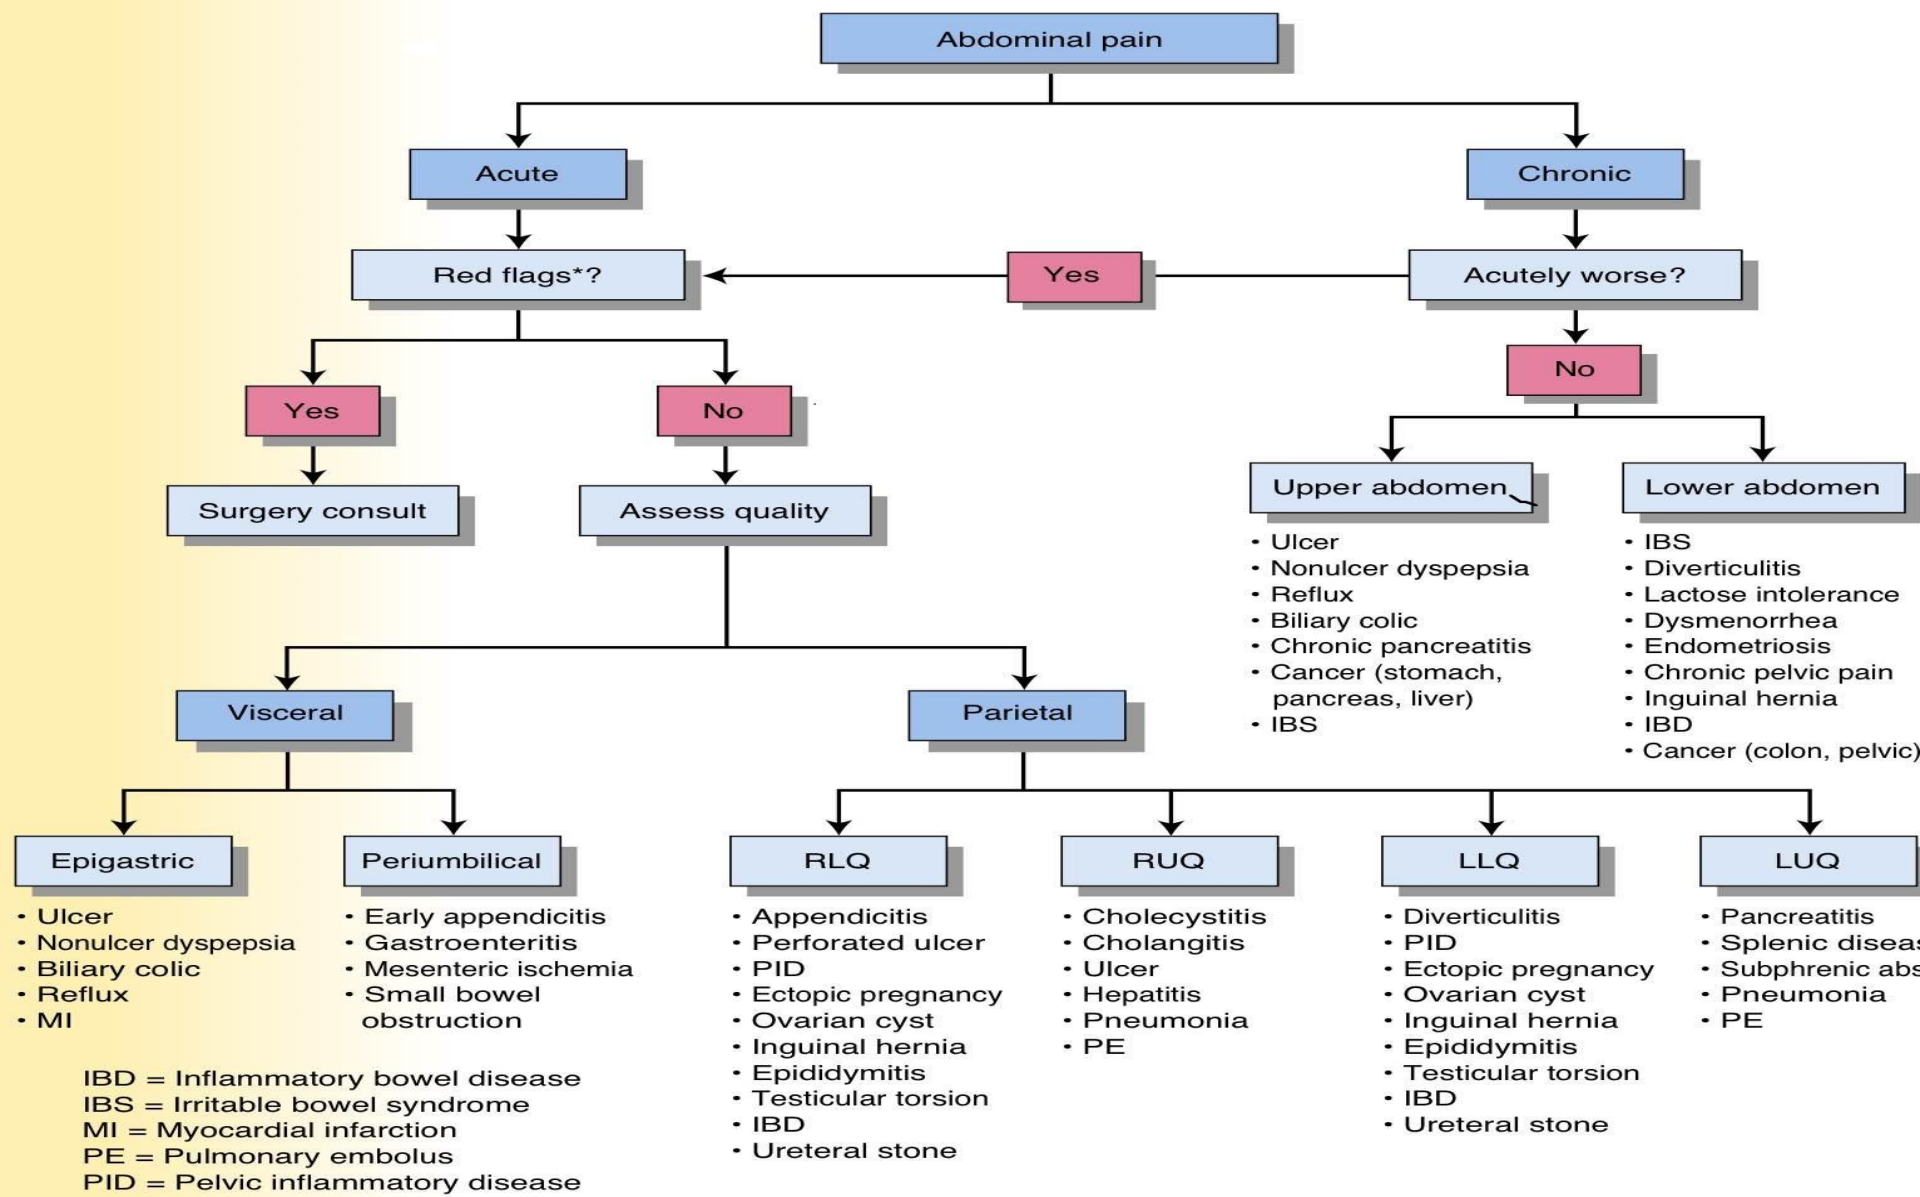 Abdominal pain
Acute
Chronic
Red flags*?
Yes
Acutely worse?
No
Yes
No
Surgery consult
Assess quality
Upper abdomen
• Ulcer
• Nonulcer dyspepsia
• Reflux
• Biliary colic
• Chronic pancreatitis
• Cancer (stomach,
pancreas, liver)
• IBS
Lower abdomen
• IBS
• Diverticulitis
• Lactose intolerance
• Dysmenorrhea
• Endometriosis
• Chronic pelvic pain
• Inguinal hernia
• IBD
• Cancer (colon, pelvic)
Visceral
Parietal
Epigastric
• Ulcer
• Nonulcer dyspepsia
• Biliary colic
• Reflux
• MI
Periumbilical
• Early appendicitis
• Gastroenteritis
• Mesenteric ischemia
• Small bowel
obstruction
RLQ
• Appendicitis
• Perforated ulcer
• PID
• Ectopic pregnancy
• Ovarian cyst
• Inguinal hernia
• Epididymitis
• Testicular torsion
• IBD
• Ureteral stone
RUQ
• Cholecystitis
• Cholangitis
• Ulcer
• Hepatitis
• Pneumonia
• PE
LLQ
• Diverticulitis
• PID
• Ectopic pregnancy
• Ovarian cyst
• Inguinal hernia
• Epididymitis
• Testicular torsion
• IBD
• Ureteral stone
LUQ
• Pancreatitis
• Splenic
• Subphrenic
• Pneumonia
• PE
IBD = Inflammatory bowel disease
IBS = Irritable bowel syndrome
MI = Myocardial infarction
PE = Pulmonary embolus
PID = Pelvic inflammatory disease